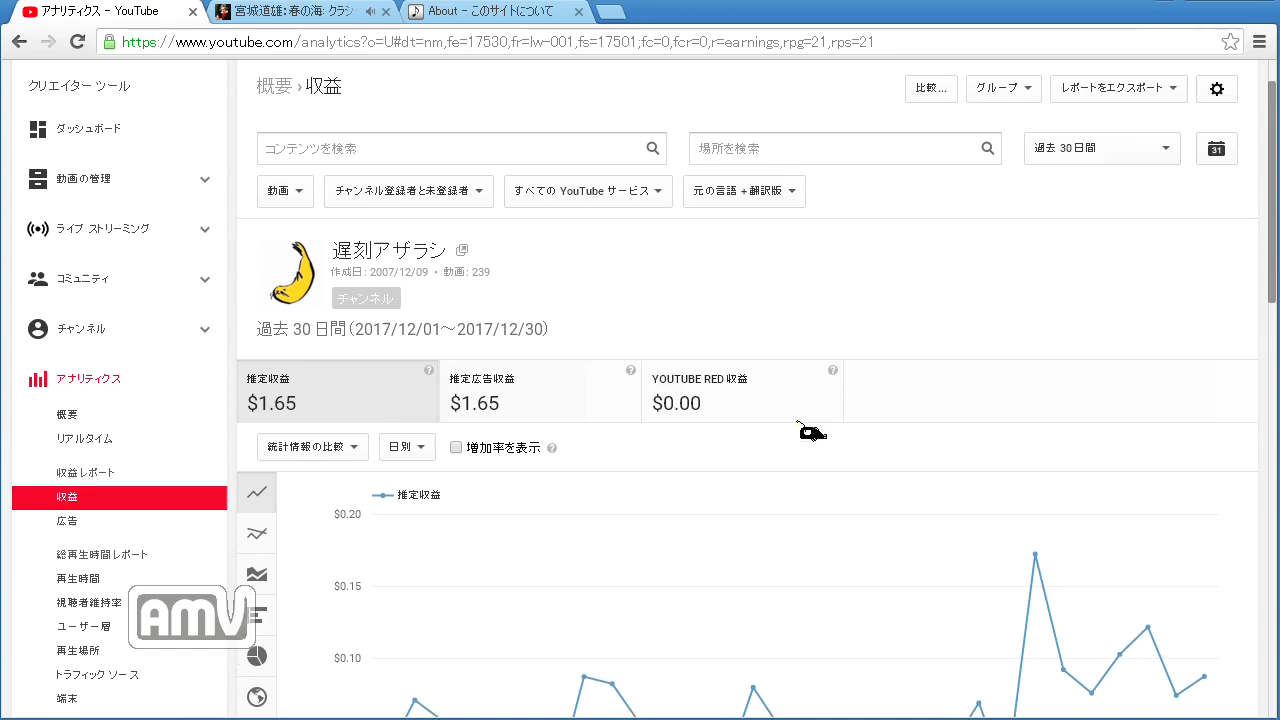 アナリティクス - YouTube
宮城道雄：春の海 クラシ
About - このサイトについて
https://www.youtube.com/analytics?o=U#dt=nm,fe=17530,fr=lw-001,fs=17501;fc=0,fcr=0,r=earnings,rpg=21,rps=21
クリエイター ツール
ダッシュボード
動画の管理
ライブ ストリーミング
コミュニティ
チャンネル
アナリティクス
概要
リアルタイム
収益レポート
収益
広告
総再生時間レポート
再生時間
視聴者維持率
ユーザー層
再生場所
トラフィック ソース
端末
概要 › 収益
比較...
グループ
レポートをエクスポート
コンテンツを検索
場所を検索
過去 30 日間
31
動画
チャンネル登録者と未登録者
すべての YouTube サービス
元の言語 + 翻訳版
遅刻アザラシ
作成日: 2007/12/09 ・ 動画: 239
チャンネル
過去 30 日間 (2017/12/01～2017/12/30)
推定収益
?
$1.65
推定広告収益
?
$1.65
YOUTUBE RED 収益
?
$0.00
統計情報の比較
日別
増加率を表示
?
推定収益
$0.20
$0.15
$0.10
AMV